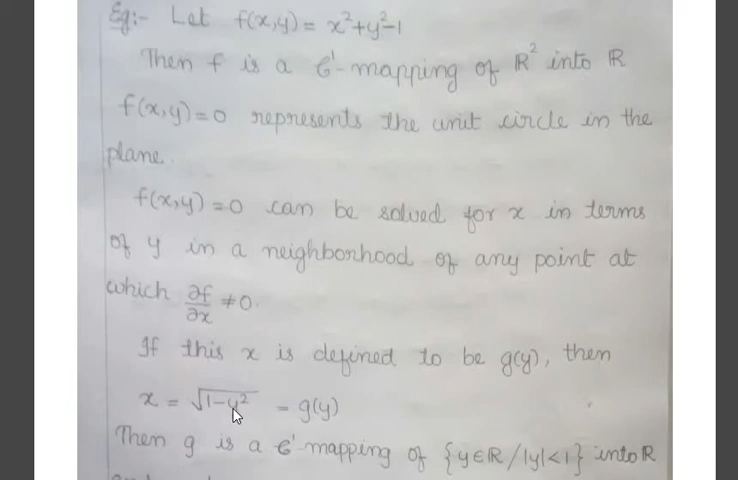 Eg:- Let f(x,y) = x²+y²-1
Then f is a 𝒞'-mapping of ℝ² into ℝ
f(x,y)=0 represents the unit circle in the
plane.
f(x,y)=0 can be solved for x in terms
of y in a neighborhood of any point at
which ∂f/∂x ≠0.
If this x is defined to be g(y), then
x = √1-y² = g(y)
Then g is a 𝒞' mapping of {y∈ℝ/|y|<1} into ℝ